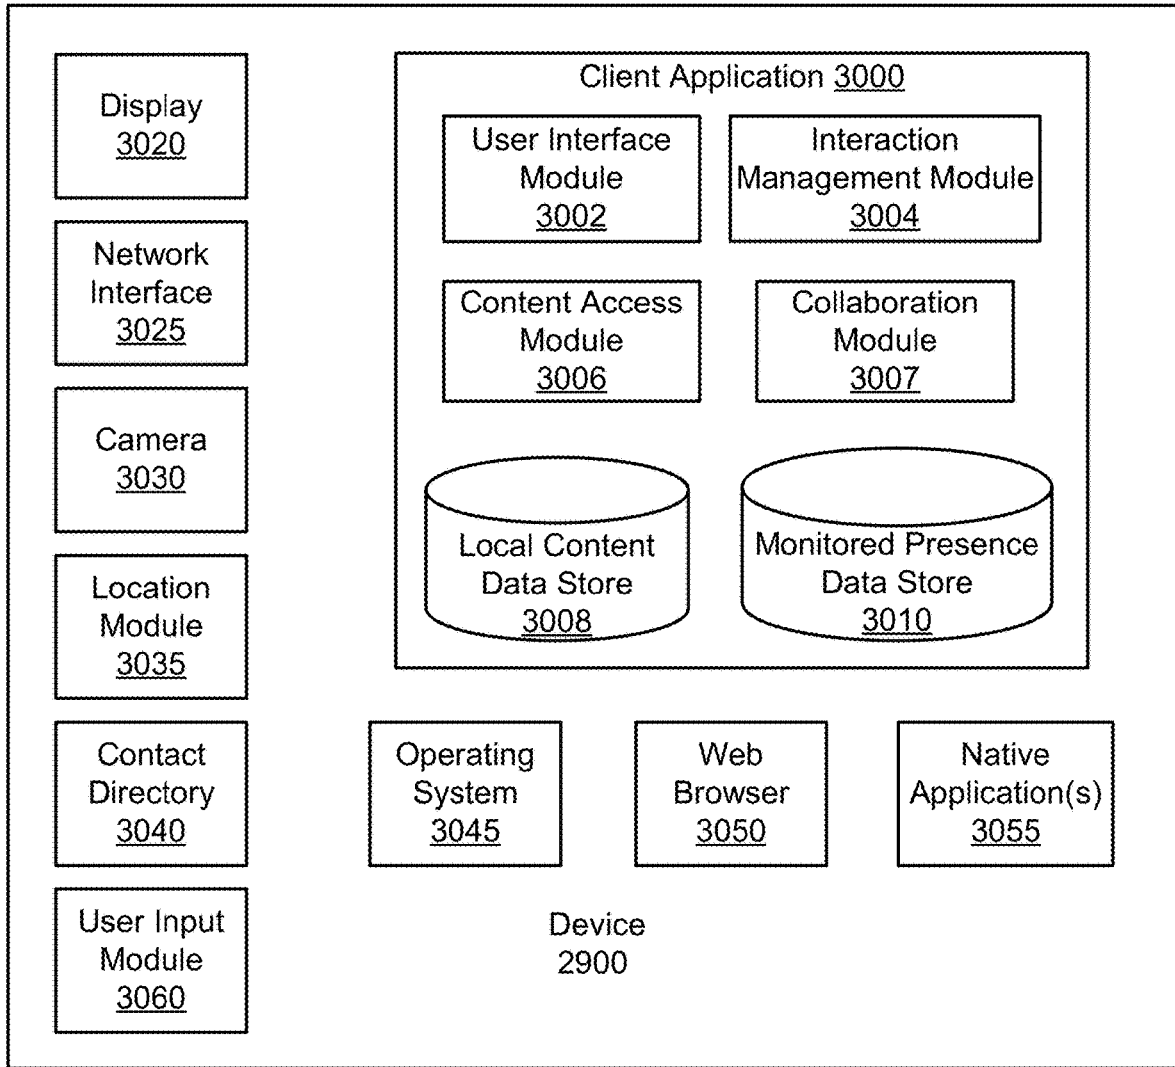 Display
3020
Network
Interface
3025
Camera
3030
Location
Module
3035
Contact
Directory
3040
User Input
Module
3060
Client Application 3000
User Interface
Module
3002
Interaction
Management Module
3004
Content Access
Module
3006
Collaboration
Module
3007
Local Content
Data Store
3008
Monitored Presence
Data Store
3010
Operating
System
3045
Web
Browser
3050
Native
Application(s)
3055
Device
2900